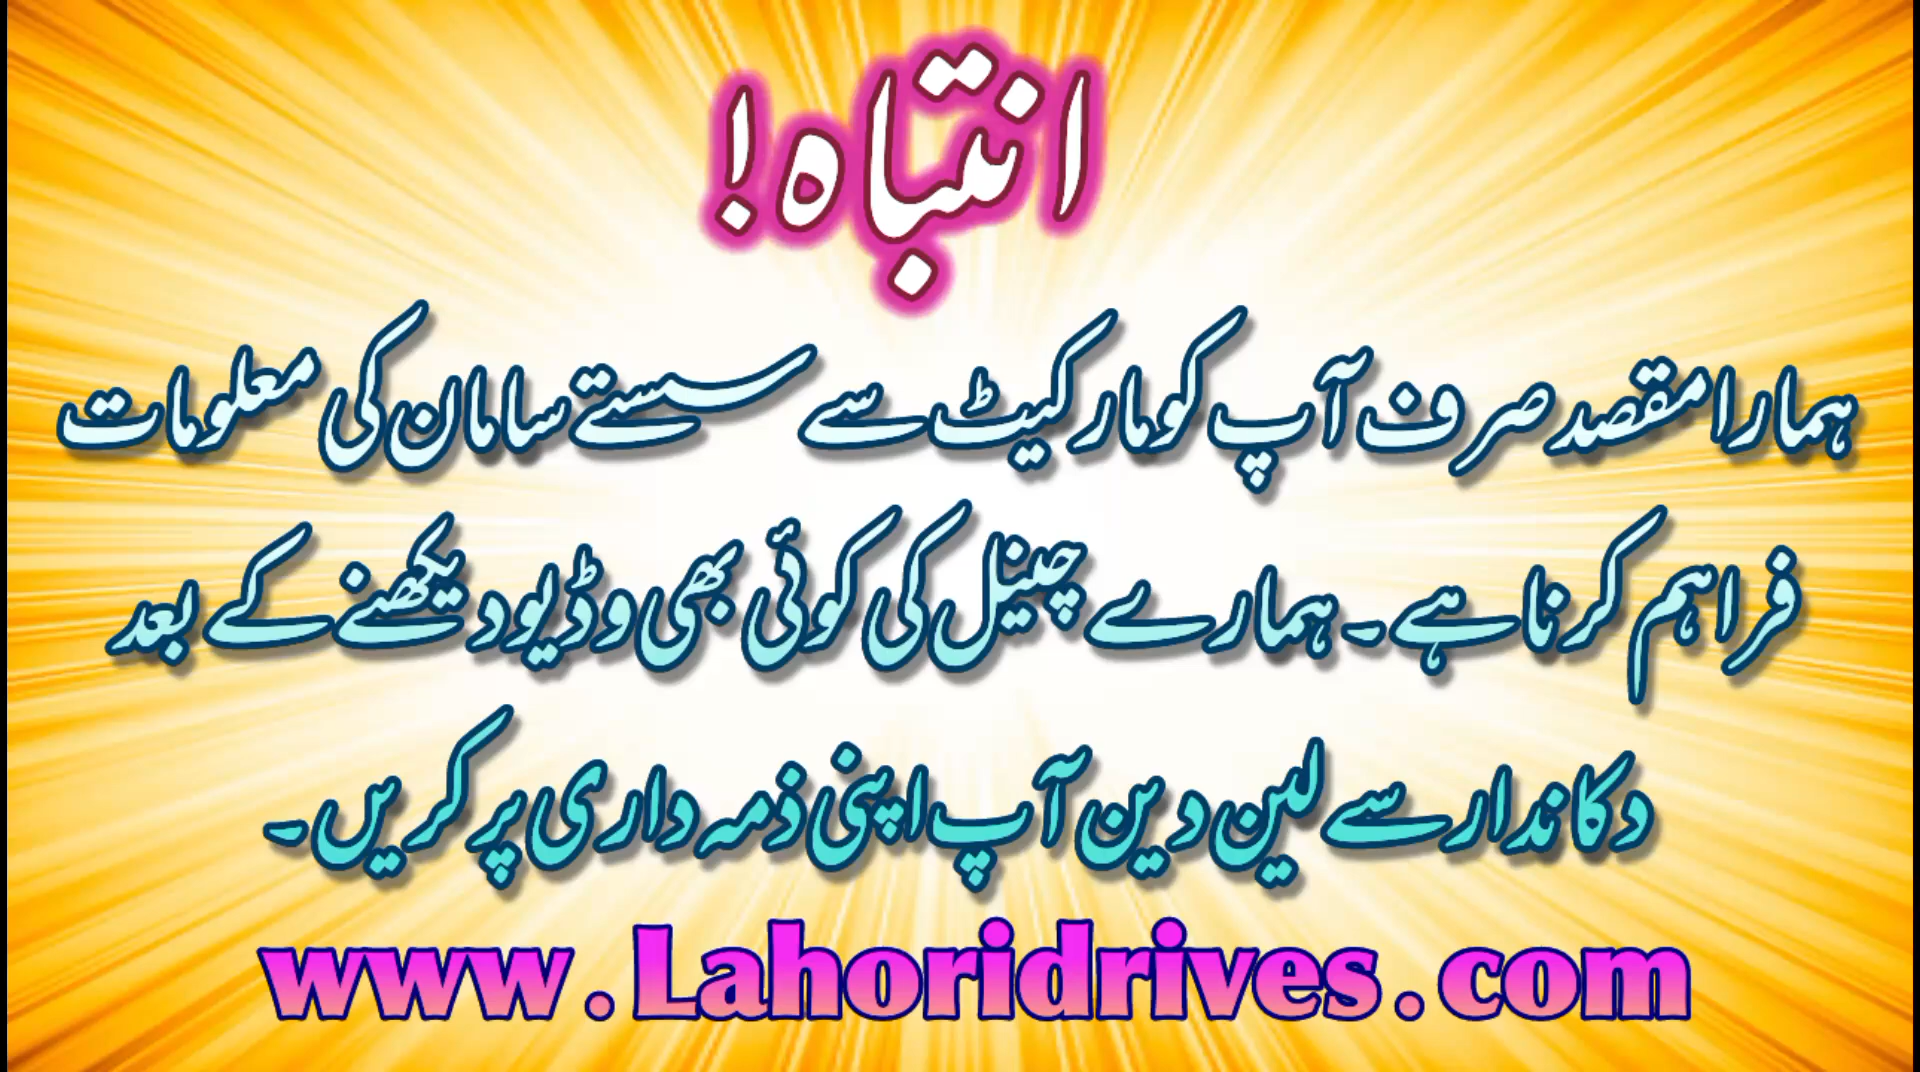 انتباہ!
ہمارا مقصد صرف آپ کو مارکیٹ سے سستے سامان کی معلومات
فراہم کرنا ہے۔ ہمارے چینیل کی کوئی بھی وڈیو دیکھنے کے بعد
دکاندار سے لین دین آپ اپنی ذمہ داری پر کریں۔
www.Lahoridrives.com